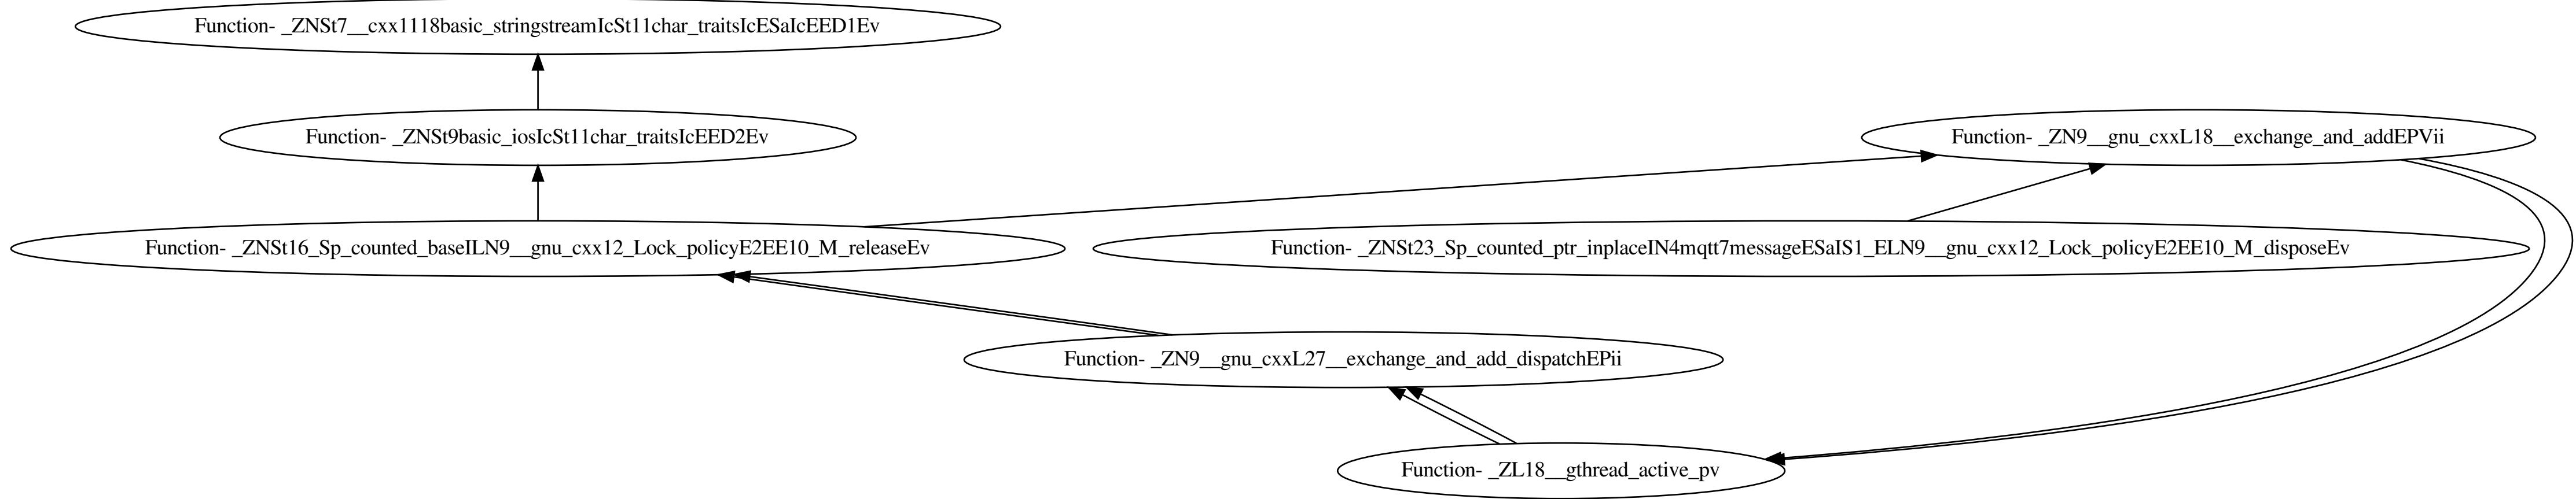 Function- _ZNSt7__cxx1118basic_stringstreamIcSt11char_traitsIcESaIcEED1Ev
Function- _ZNSt9basic_iosIcSt11char_traitsIcEED2Ev
Function- _ZN9__gnu_cxxL18__exchange_and_addEPVii
Function- _ZNSt16_Sp_counted_baseILN9__gnu_cxx12_Lock_policyE2EE10_M_releaseEv
Function- _ZNSt23_Sp_counted_ptr_inplaceIN4mqtt7messageESaIS1_ELN9__gnu_cxx12_Lock_policyE2EE10_M_disposeEv
Function- _ZN9__gnu_cxxL27__exchange_and_add_dispatchEPii
Function- _ZL18__gthread_active_pv